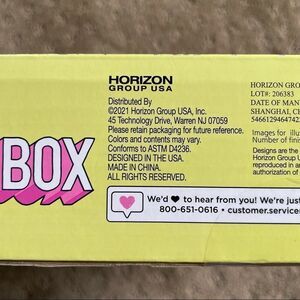 HORIZON
GROUP USA
Distributed By
©2021 Horizon Group USA, Inc.
45 Technology Drive, Warren NJ 07059
Please retain packaging for future reference.
Colors and contents may vary.
Conforms to ASTM D4236.
DESIGNED IN THE USA.
MADE IN CHINA.
ALL RIGHTS RESERVED.
HORIZON GRO
LOT#: 206383
DATE OF MAN
SHANGHAI, C
5466129464742
Images for illu
Number of finis
Designs are the
Horizon Group U
reproduced in an
authorization of
BOX
We'd ♥ to hear from you! We're jus
800-651-0616 • customer.service